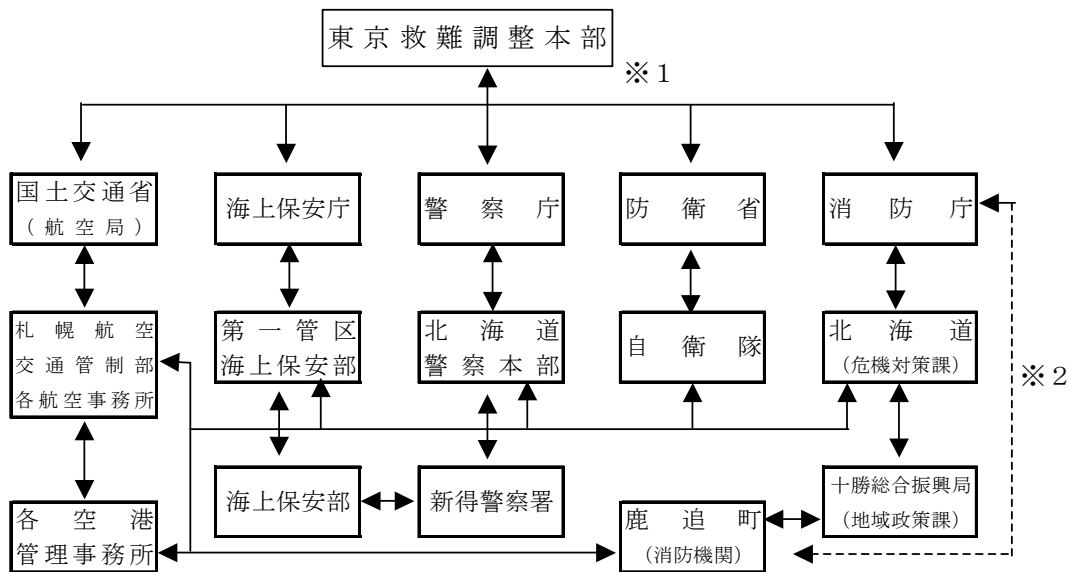 東京救難調整本部
※1
国土交通省
(航空局)
海上保安庁
警察庁
防衛省
消防庁
札幌航空
交通管制部
各航空事務所
第一管区
海上保安部
北海道
警察本部
自衛隊
北海道
(危機対策課)
※2
各空港
管理事務所
海上保安部
新得警察署
鹿追町
(消防機関)
十勝総合振興局
(地域政策課)